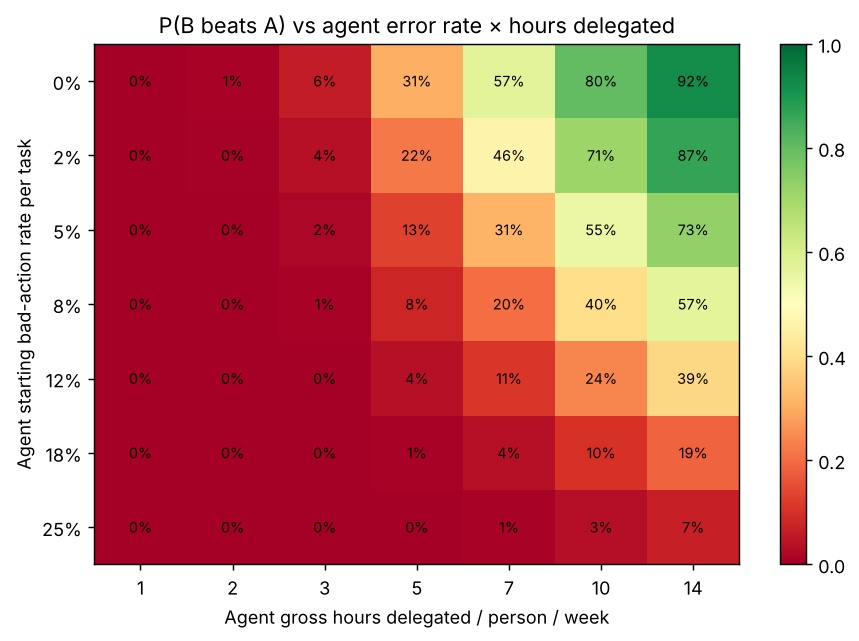 P(B beats A) vs agent error rate × hours delegated
Agent starting bad-action rate per task
0% 0% 1% 6% 31% 57% 80% 92%
2% 0% 0% 4% 22% 46% 71% 87%
5% 0% 0% 2% 13% 31% 55% 73%
8% 0% 0% 1% 8% 20% 40% 57%
12% 0% 0% 0% 4% 11% 24% 39%
18% 0% 0% 0% 1% 4% 10% 19%
25% 0% 0% 0% 0% 1% 3% 7%
1 2 3 5 7 10 14
Agent gross hours delegated / person / week
1.0
0.8
0.6
0.4
0.2
0.0